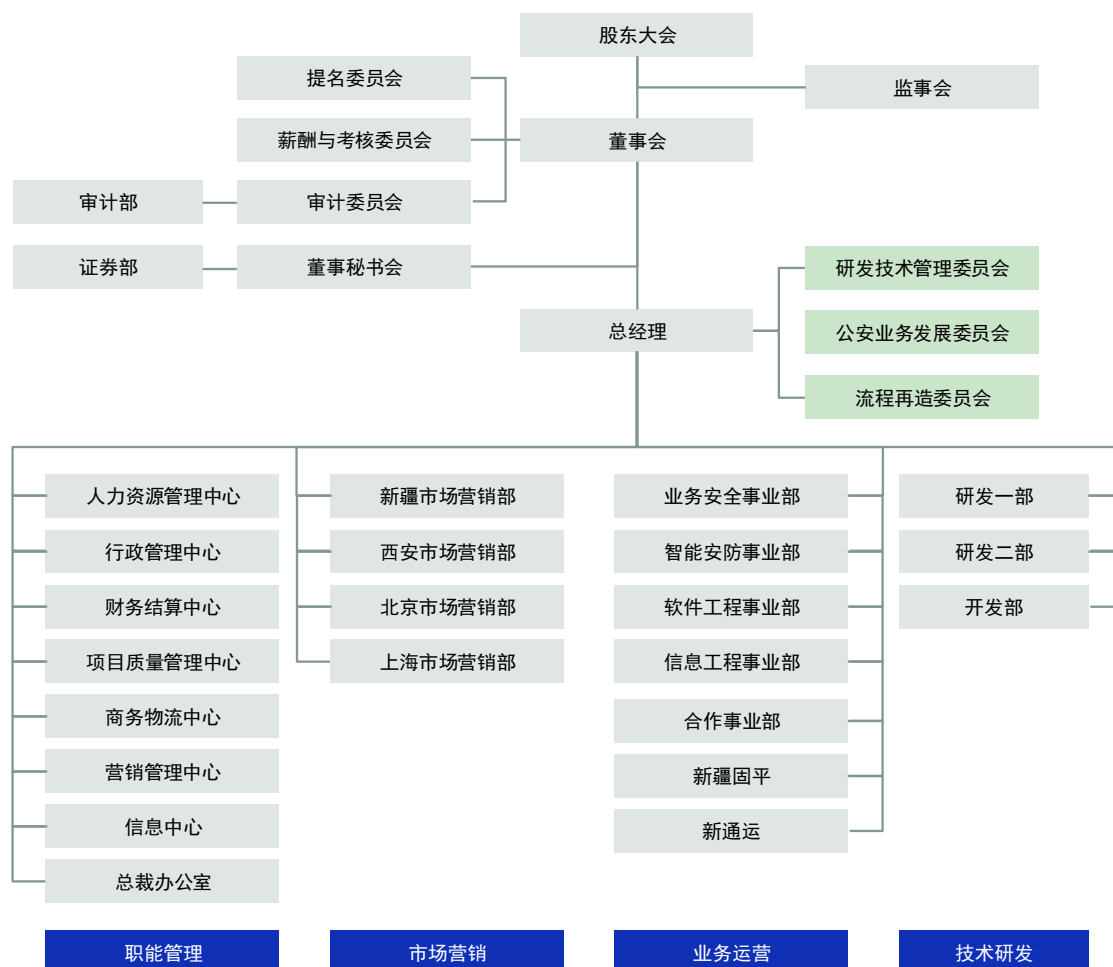 股东大会
提名委员会
监事会
薪酬与考核委员会
董事会
审计部
审计委员会
证券部
董事秘书会
研发技术管理委员会
总经理
公安业务发展委员会
流程再造委员会
人力资源管理中心
行政管理中心
财务结算中心
项目质量管理中心
商务物流中心
营销管理中心
信息中心
总裁办公室
职能管理
新疆市场营销部
西安市场营销部
北京市场营销部
上海市场营销部
市场营销
业务安全事业部
智能安防事业部
软件工程事业部
信息工程事业部
合作事业部
新疆固平
新通运
业务运营
研发一部
研发二部
开发部
技术研发